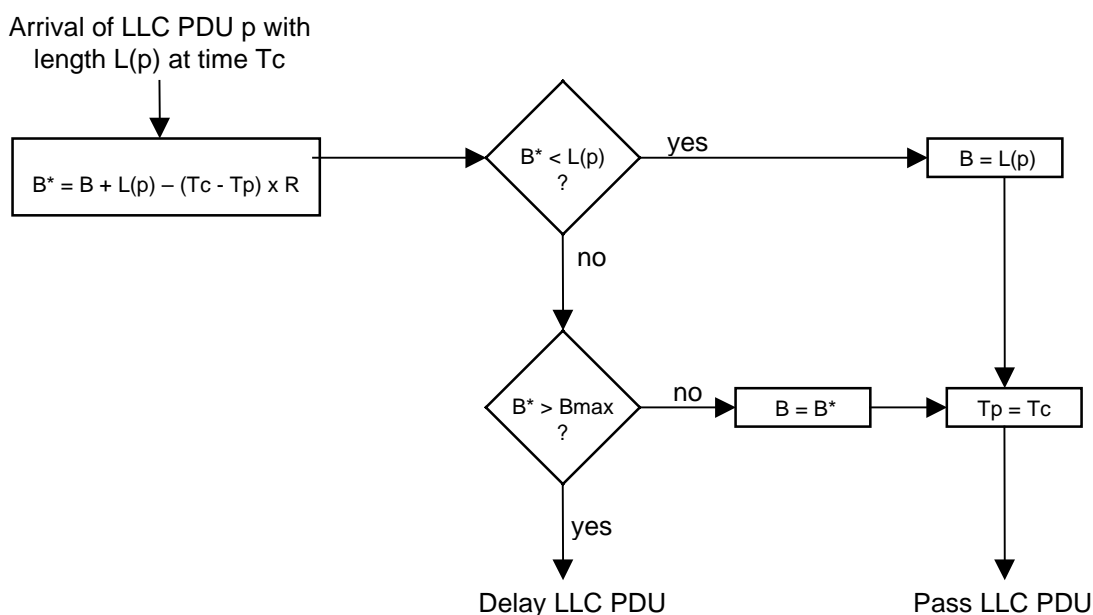 Arrival of LLC PDU p with
length L(p) at time Tc
B* = B + L(p) – (Tc - Tp) x R
B* < L(p)
?
yes
B = L(p)
no
B* > Bmax
?
no
B = B*
Tp = Tc
yes
Delay LLC PDU
Pass LLC PDU